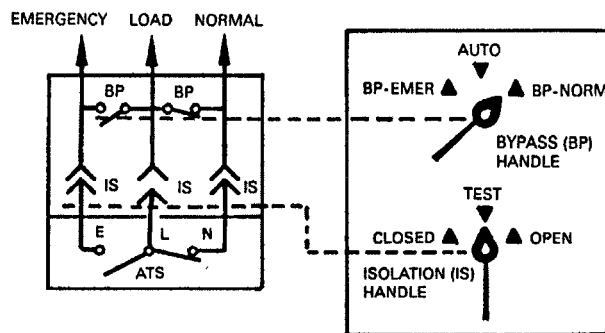 EMERGENCY LOAD NORMAL
BP BP
IS IS IS
E L N
ATS
AUTO
BP-EMER BP-NORM
BYPASS (BP)
HANDLE
TEST
CLOSED OPEN
ISOLATION (IS)
HANDLE